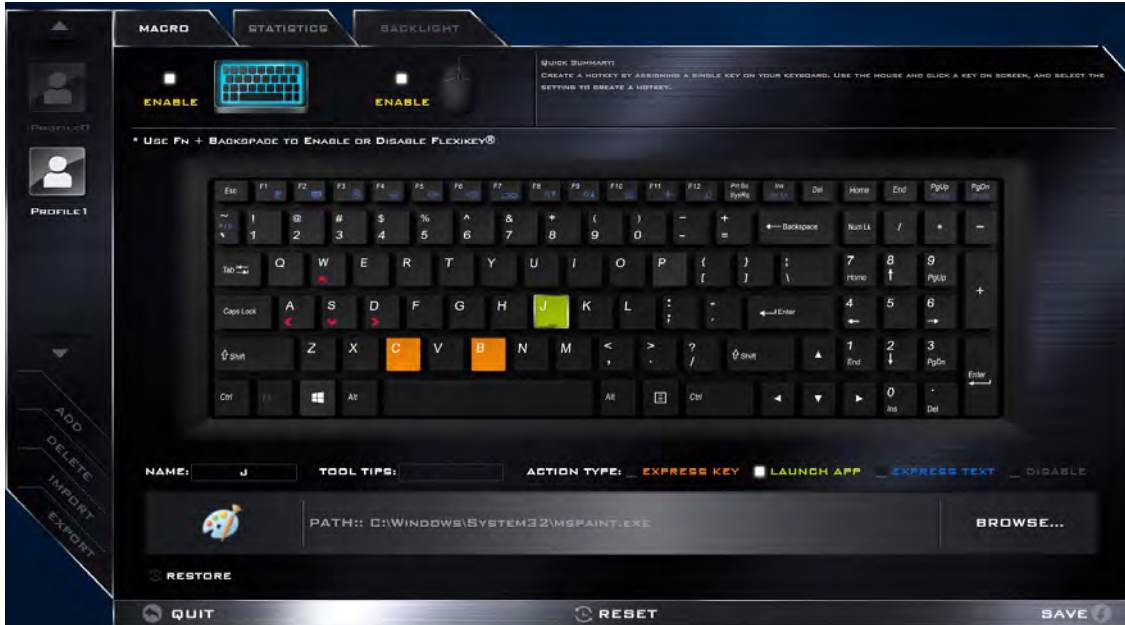 MACRO STATISTICS BACKLIGHT
QUICK SUMMARY:
CREATE A HOTKEY BY ASSIGNING A SINGLE KEY ON YOUR KEYBOARD. USE THE MOUSE AND CLICK A KEY ON SCREEN, AND SELECT THE
SETTING TO CREATE A HOTKEY.
ENABLE ENABLE
PROFILE0
* USE FN + BACKSPACE TO ENABLE OR DISABLE FLEXIKEY®
PROFILE1
Esc F1 F2 F3 F4 F5 F6 F7 F8 F9 F10 F11 F12 PrtSc Ins Del Home End PgUp PgDn
SysRq
~ ! @ # $ % ^ & * ( ) _ + ← Backspace Num Lk / * -
` 1 2 3 4 5 6 7 8 9 0 - =
Tab Q W E R T Y U I O P { } | 7 8 9 +
[ ] \ Home ↑ PgUp
Caps Lock A S D F G H J K L : " Enter 4 5 6
; ' ← →
Shift Z X C V B N M < > ? Shift ▲ 1 2 3 Enter
, . / End ↓ PgDn
Ctrl Alt Alt Ctrl ◄ ▼ ► 0 .
Ins Del
ADD
DELETE
IMPORT
EXPORT
NAME: J TOOL TIPS: ACTION TYPE: EXPRESS KEY LAUNCH APP EXPRESS TEXT DISABLE
PATH:: C:\WINDOWS\SYSTEM32\MSPAINT.EXE BROWSE...
RESTORE
QUIT RESET SAVE